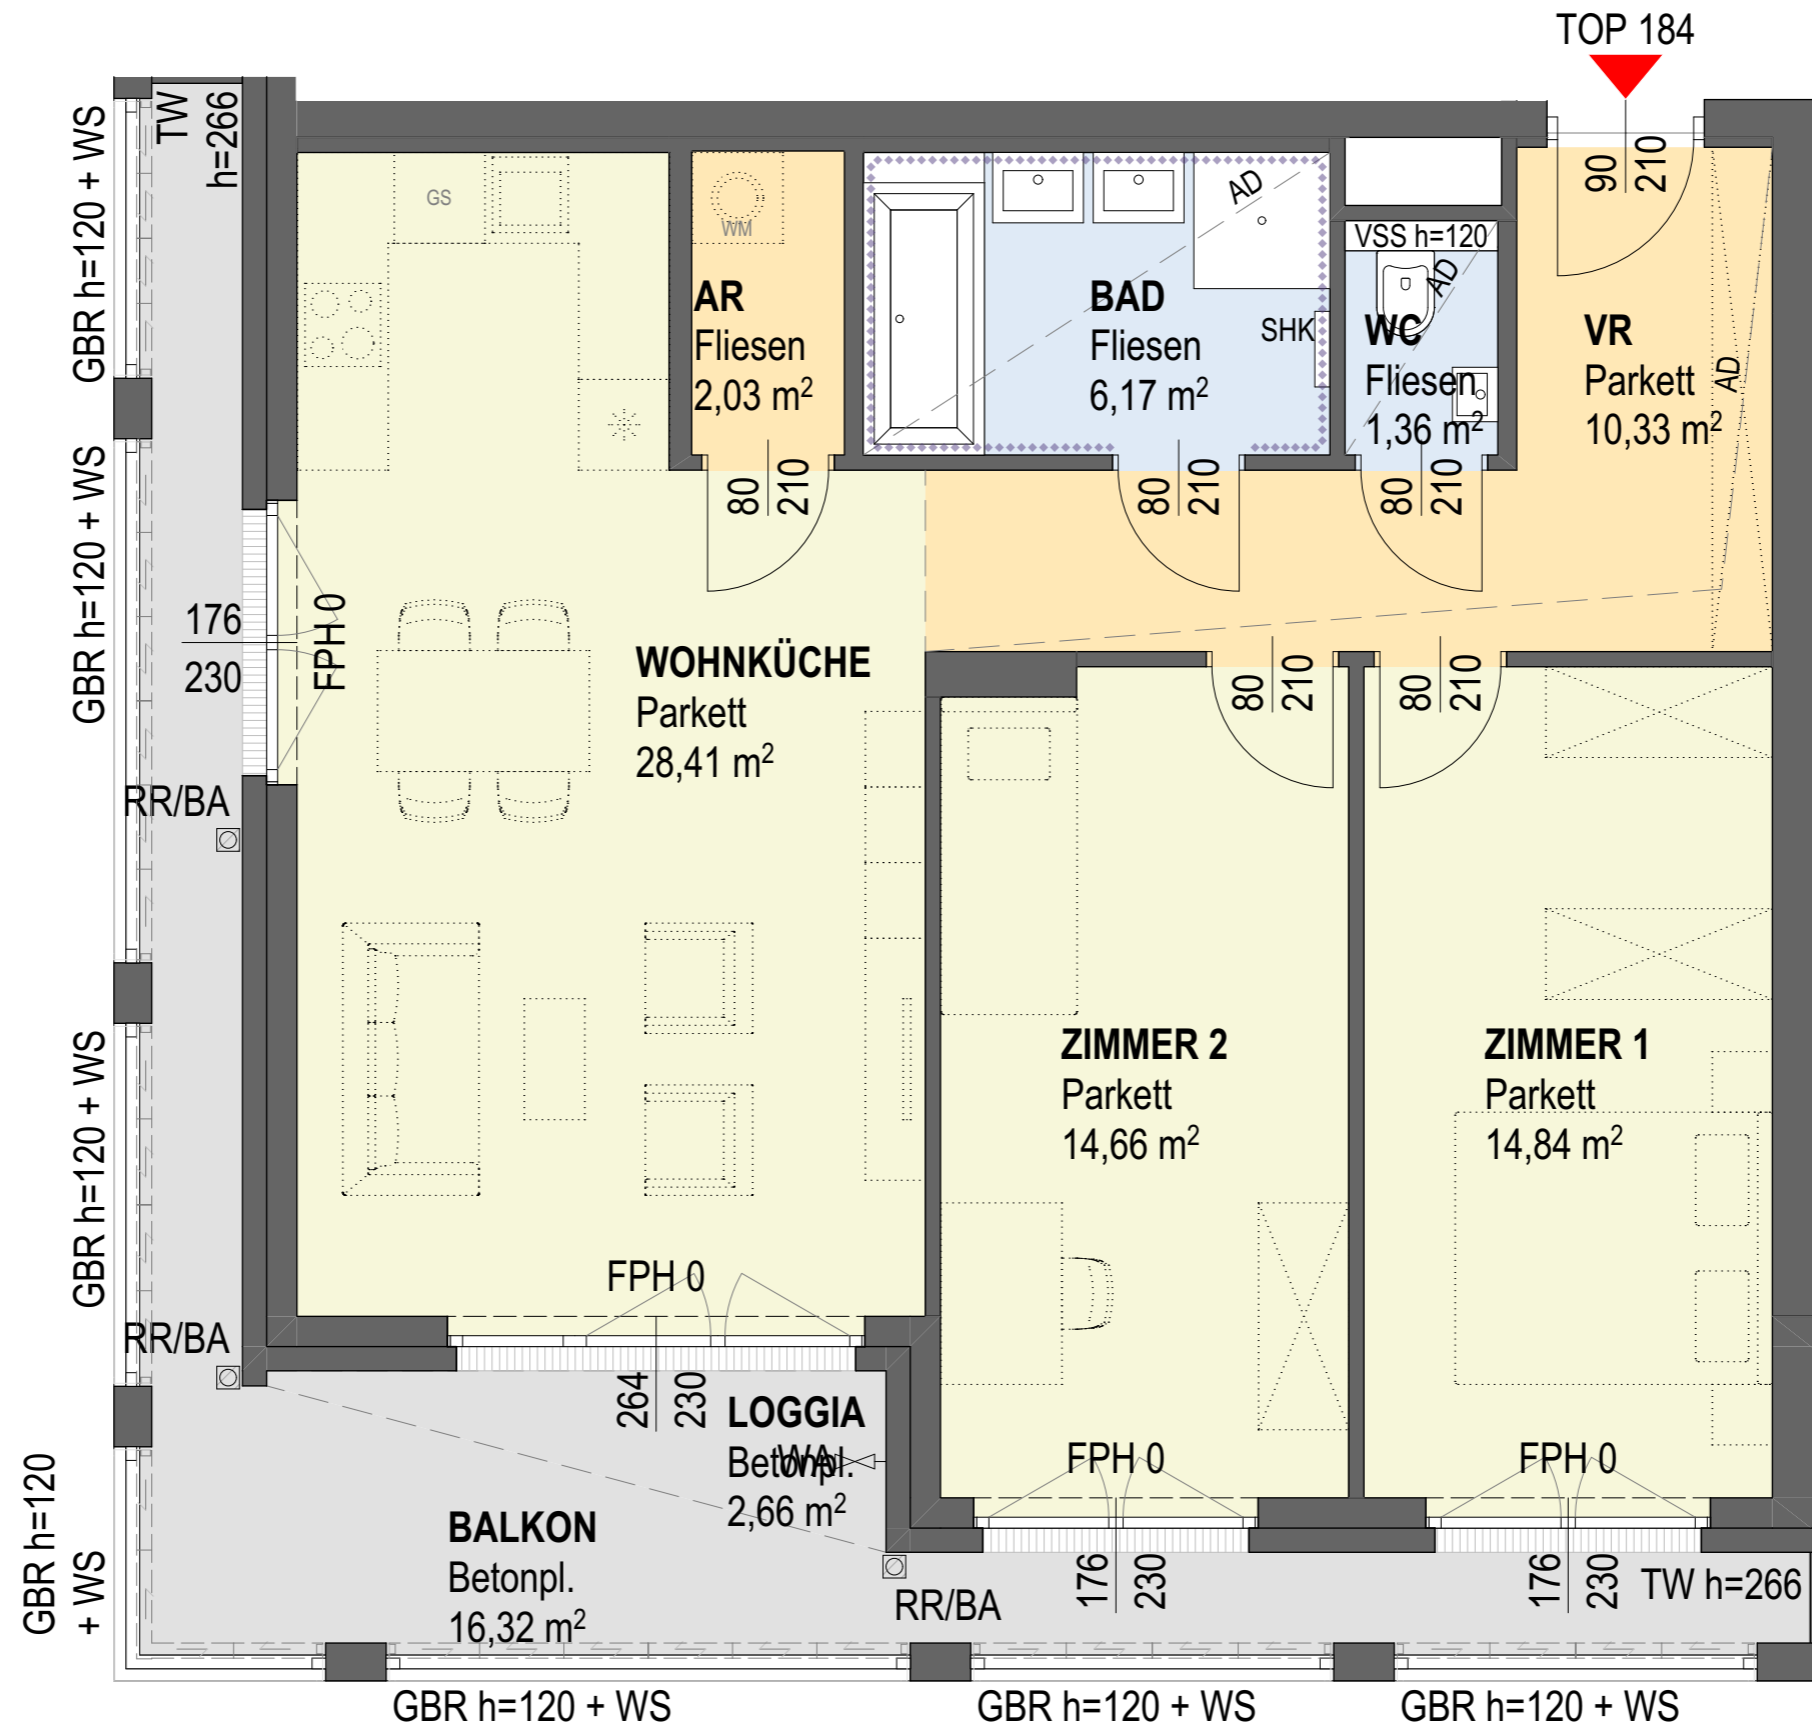 TOP 184
TW
h=266
GBR h=120 + WS
90
210
GS
WM
AD
VSS h=120
AD
AR
Fliesen
2,03 m²
BAD
Fliesen
6,17 m²
SHK
WC
Fliesen
1,36 m²
VR
Parkett
10,33 m²
AD
80
210
80
210
80
210
GBR h=120 + WS
176
230
FPH 0
WOHNKÜCHE
Parkett
28,41 m²
80
210
80
210
RR/BA
GBR h=120 + WS
ZIMMER 2
Parkett
14,66 m²
ZIMMER 1
Parkett
14,84 m²
FPH 0
RR/BA
264
230
LOGGIA
Betonpl.
WA
2,66 m²
FPH 0
FPH 0
GBR h=120
+ WS
BALKON
Betonpl.
16,32 m²
RR/BA
176
230
176
230
TW h=266
GBR h=120 + WS
GBR h=120 + WS
GBR h=120 + WS